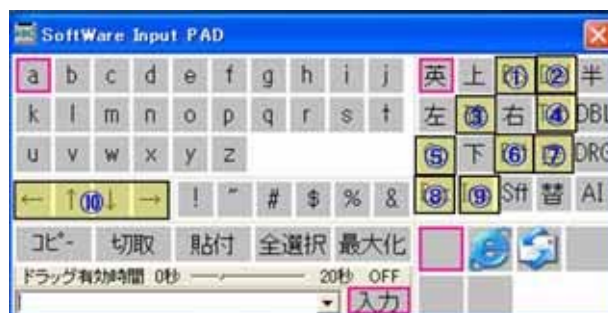 SoftWare Input PAD
a b c d e f g h i j 英 上 ① ② 半
k l m n o p q r s t 左 ③ 右 ④ DBL
u v w x y z ⑤ 下 ⑥ ⑦ DRG
← ↑⑩↓ → ! ˝ # $ % & ⑧ ⑨ Sft 替 AI
コピー 切取 貼付 全選択 最大化
ドラッグ有効時間 0秒 20秒 OFF
入力